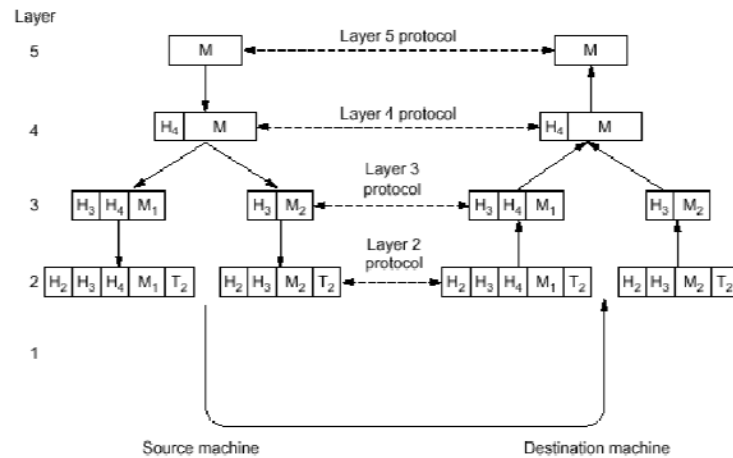 Layer
5 M Layer 5 protocol M
4 H₄ M Layer 4 protocol H₄ M
Layer 3
protocol
3 H₃ H₄ M₁ H₃ M₂ H₃ H₄ M₁ H₃ M₂
Layer 2
protocol
2 H₂ H₃ H₄ M₁ T₂ H₂ H₃ M₂ T₂ H₂ H₃ H₄ M₁ T₂ H₂ H₃ M₂ T₂
1
Source machine Destination machine